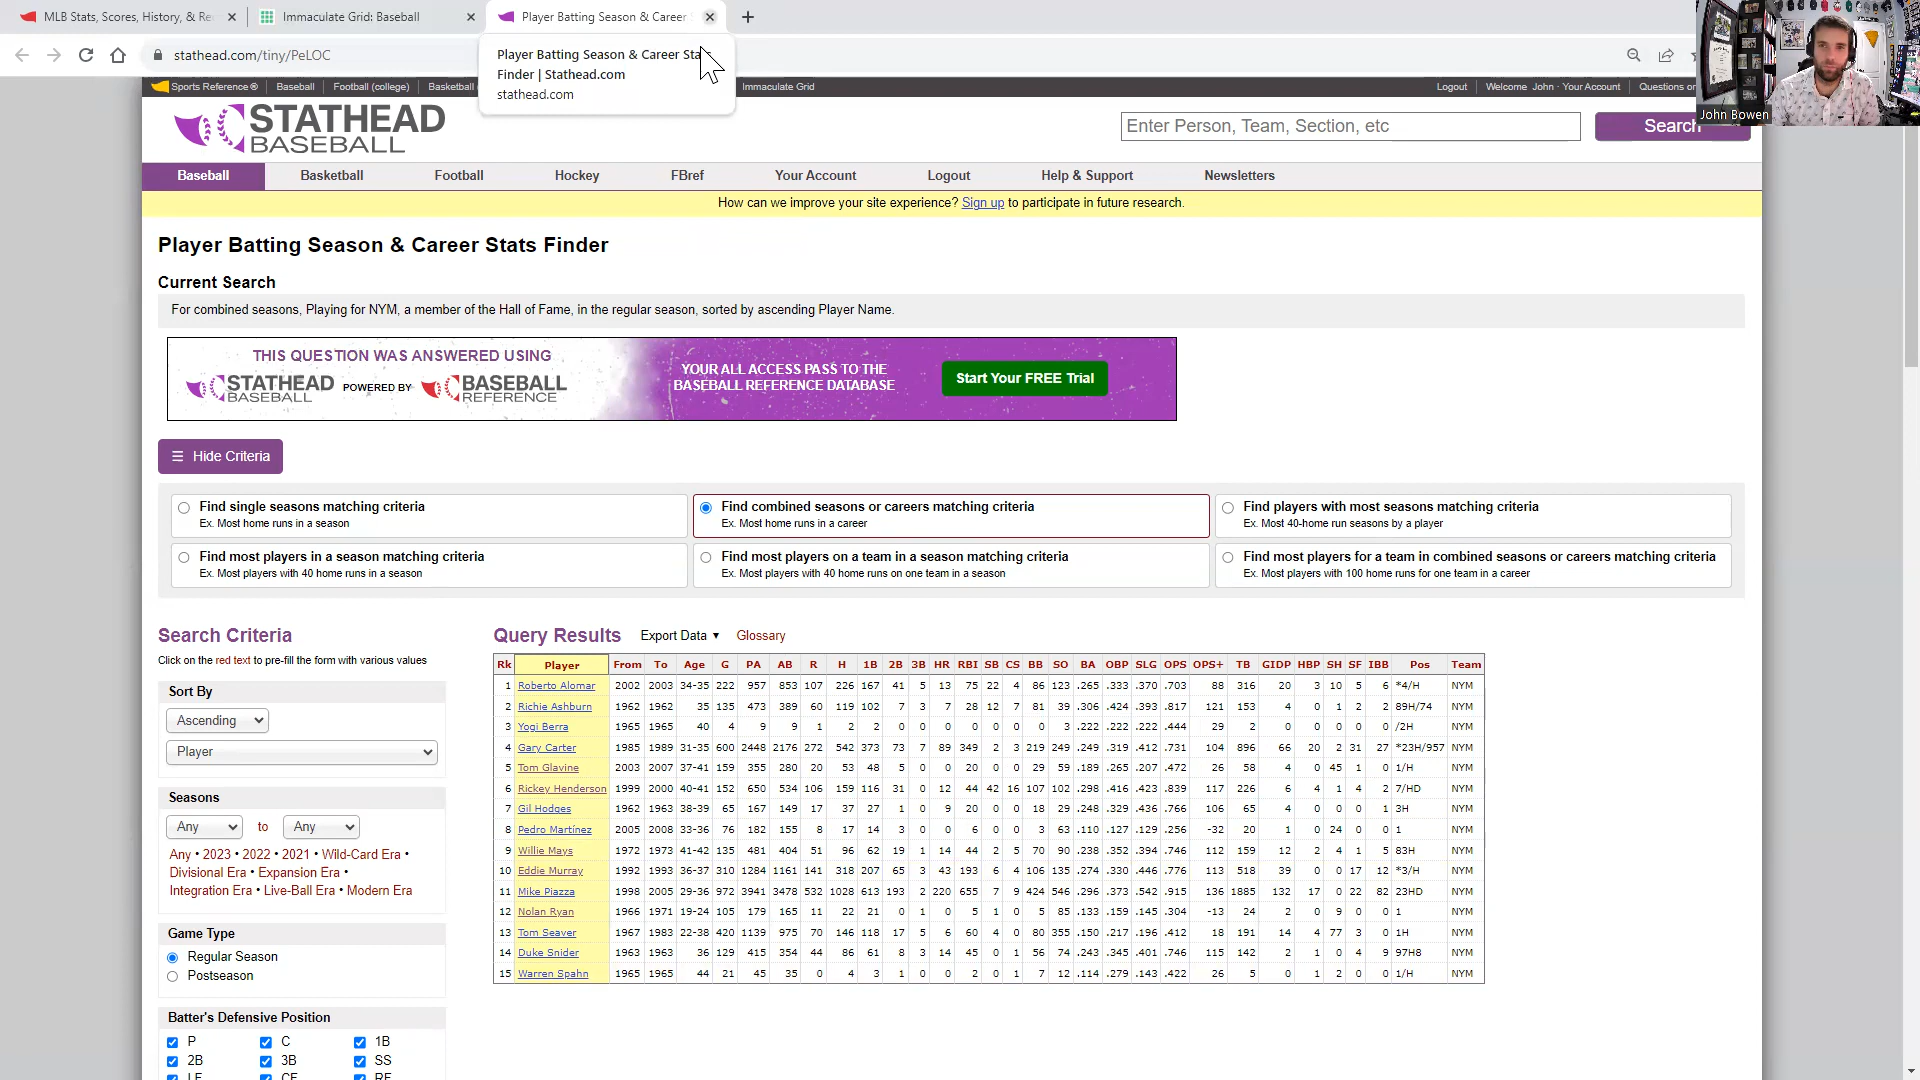 MLB Stats, Scores, History, & Re
Immaculate Grid: Baseball
Player Batting Season & Career
stathead.com/tiny/PeLOC
Player Batting Season & Career Sta
Finder | Stathead.com
stathead.com
Sports Reference®
Baseball
Football (college)
Basketball
Immaculate Grid
Logout
Welcome John · Your Account
Questions or
John Bowen
STATHEAD
BASEBALL
Enter Person, Team, Section, etc
Search
Baseball
Basketball
Football
Hockey
FBref
Your Account
Logout
Help & Support
Newsletters
How can we improve your site experience? Sign up to participate in future research.
Player Batting Season & Career Stats Finder
Current Search
For combined seasons, Playing for NYM, a member of the Hall of Fame, in the regular season, sorted by ascending Player Name.
THIS QUESTION WAS ANSWERED USING
STATHEAD BASEBALL POWERED BY BASEBALL REFERENCE
YOUR ALL ACCESS PASS TO THE
BASEBALL REFERENCE DATABASE
Start Your FREE Trial
☰ Hide Criteria
Find single seasons matching criteria
Ex. Most home runs in a season
Find combined seasons or careers matching criteria
Ex. Most home runs in a career
Find players with most seasons matching criteria
Ex. Most 40-home run seasons by a player
Find most players in a season matching criteria
Ex. Most players with 40 home runs in a season
Find most players on a team in a season matching criteria
Ex. Most players with 40 home runs on one team in a season
Find most players for a team in combined seasons or careers matching criteria
Ex. Most players with 100 home runs for one team in a career
Search Criteria
Click on the red text to pre-fill the form with various values
Sort By
Ascending
Player
Seasons
Any to Any
Any • 2023 • 2022 • 2021 • Wild-Card Era •
Divisional Era • Expansion Era •
Integration Era • Live-Ball Era • Modern Era
Game Type
Regular Season
Postseason
Batter's Defensive Position
P C 1B
2B 3B SS
LF CF RF
Query Results Export Data ▼ Glossary
Rk Player From To Age G PA AB R H 1B 2B 3B HR RBI SB CS BB SO BA OBP SLG OPS OPS+ TB GIDP HBP SH SF IBB Pos Team
1 Roberto Alomar 2002 2003 34-35 222 957 853 107 226 167 41 5 13 75 22 4 86 123 .265 .333 .370 .703 88 316 20 3 10 5 6 *4/H NYM
2 Richie Ashburn 1962 1962 35 135 473 389 60 119 102 7 3 7 28 12 7 81 39 .306 .424 .393 .817 121 153 4 0 1 2 2 89H/74 NYM
3 Yogi Berra 1965 1965 40 4 9 9 1 2 2 0 0 0 0 0 0 0 3 .222 .222 .222 .444 29 2 0 0 0 0 0 /2H NYM
4 Gary Carter 1985 1989 31-35 600 2448 2176 272 542 373 73 7 89 349 2 3 219 249 .249 .319 .412 .731 104 896 66 20 2 31 27 *23H/957 NYM
5 Tom Glavine 2003 2007 37-41 159 355 280 20 53 48 5 0 0 20 0 0 29 59 .189 .265 .207 .472 26 58 4 0 45 1 0 1/H NYM
6 Rickey Henderson 1999 2000 40-41 152 650 534 106 159 116 31 0 12 44 42 16 107 102 .298 .416 .423 .839 117 226 6 4 1 4 2 7/HD NYM
7 Gil Hodges 1962 1963 38-39 65 167 149 17 37 27 1 0 9 20 0 0 18 29 .248 .329 .436 .766 106 65 4 0 0 0 1 3H NYM
8 Pedro Martínez 2005 2008 33-36 76 182 155 8 17 14 3 0 0 6 0 0 3 63 .110 .127 .129 .256 -32 20 1 0 24 0 0 1 NYM
9 Willie Mays 1972 1973 41-42 135 481 404 51 96 62 19 1 14 44 2 5 70 90 .238 .352 .394 .746 112 159 12 2 4 1 5 83H NYM
10 Eddie Murray 1992 1993 36-37 310 1284 1161 141 318 207 65 3 43 193 6 4 106 135 .274 .330 .446 .776 113 518 39 0 0 17 12 *3/H NYM
11 Mike Piazza 1998 2005 29-36 972 3941 3478 532 1028 613 193 2 220 655 7 9 424 546 .296 .373 .542 .915 136 1885 132 17 0 22 82 23HD NYM
12 Nolan Ryan 1966 1971 19-24 105 179 165 11 22 21 0 1 0 5 1 0 5 85 .133 .159 .145 .304 -13 24 2 0 9 0 0 1 NYM
13 Tom Seaver 1967 1983 22-38 420 1139 975 70 146 118 17 5 6 60 4 0 80 355 .150 .217 .196 .412 18 191 14 4 77 3 0 1H NYM
14 Duke Snider 1963 1963 36 129 415 354 44 86 61 8 3 14 45 0 1 56 74 .243 .345 .401 .746 115 142 2 1 0 4 9 97H8 NYM
15 Warren Spahn 1965 1965 44 21 45 35 0 4 3 1 0 0 2 0 1 7 12 .114 .279 .143 .422 26 5 0 1 2 0 0 1/H NYM